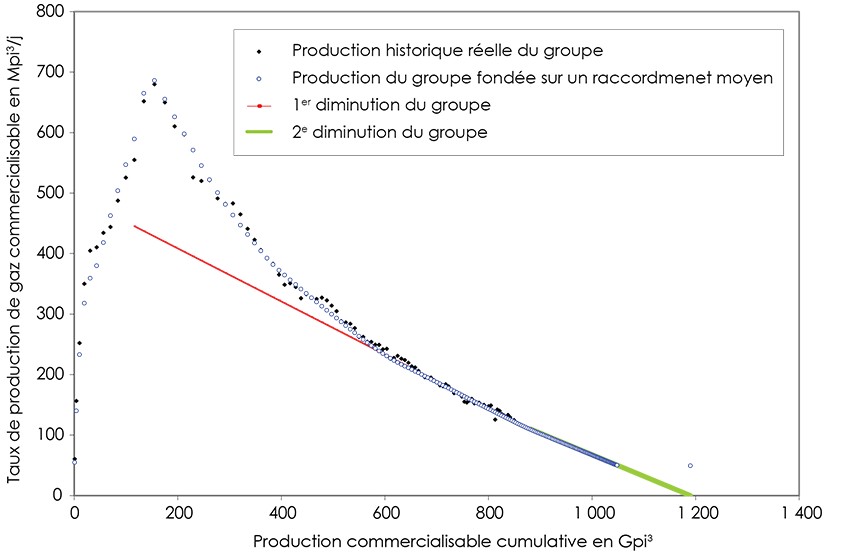 Taux de production de gaz commercialisable en Mpi³/j
800
700
600
500
400
300
200
100
0
Production historique réelle du groupe
Production du groupe fondée sur un raccordmenet moyen
1er diminution du groupe
2e diminution du groupe
0
200
400
600
800
1 000
1 200
1 400
Production commercialisable cumulative en Gpi³